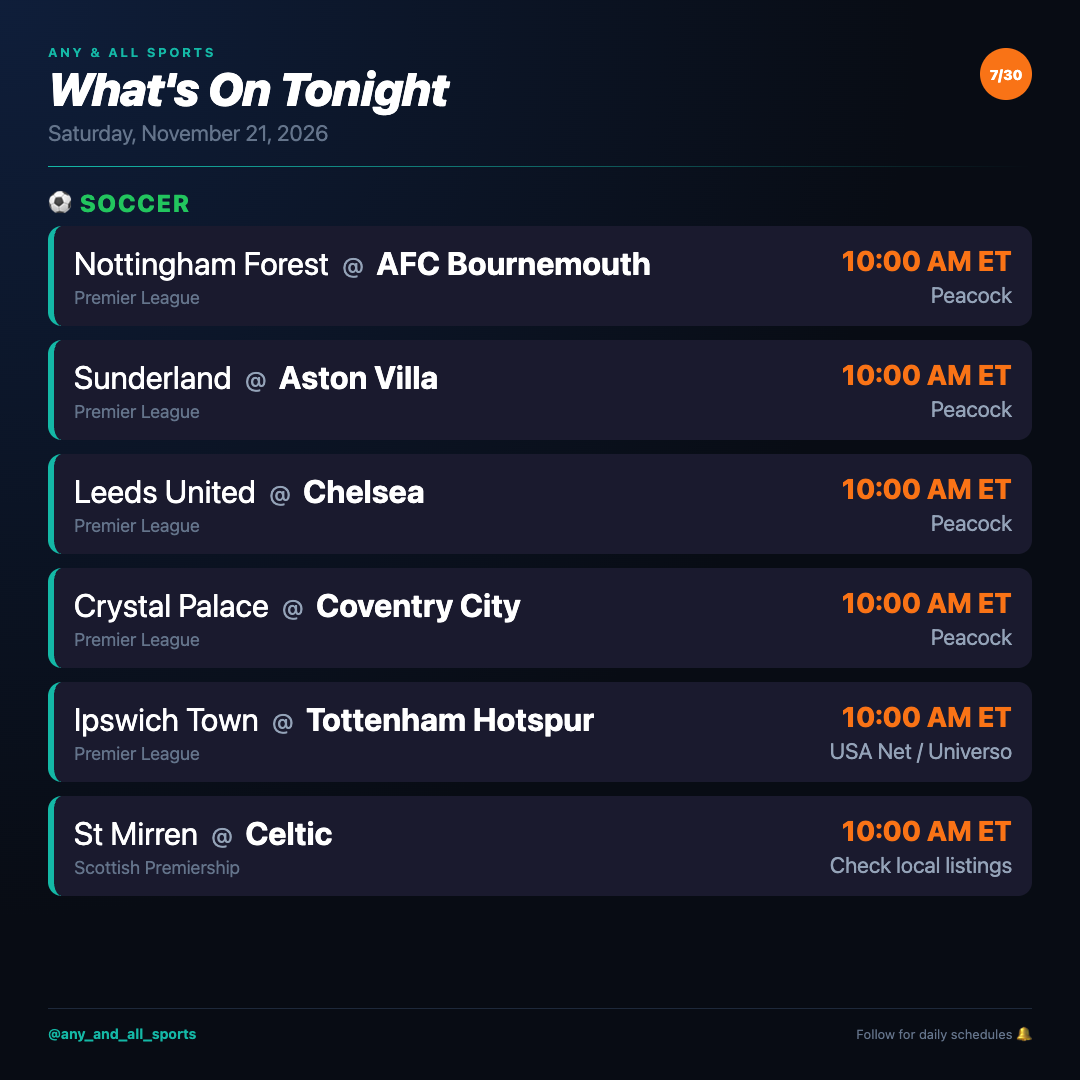 ANY & ALL SPORTS
What's On Tonight
Saturday, November 21, 2026
7/30
⚽ SOCCER
Nottingham Forest @ AFC Bournemouth
Premier League
10:00 AM ET
Peacock
Sunderland @ Aston Villa
Premier League
10:00 AM ET
Peacock
Leeds United @ Chelsea
Premier League
10:00 AM ET
Peacock
Crystal Palace @ Coventry City
Premier League
10:00 AM ET
Peacock
Ipswich Town @ Tottenham Hotspur
Premier League
10:00 AM ET
USA Net / Universo
St Mirren @ Celtic
Scottish Premiership
10:00 AM ET
Check local listings
@any_and_all_sports
Follow for daily schedules 🔔